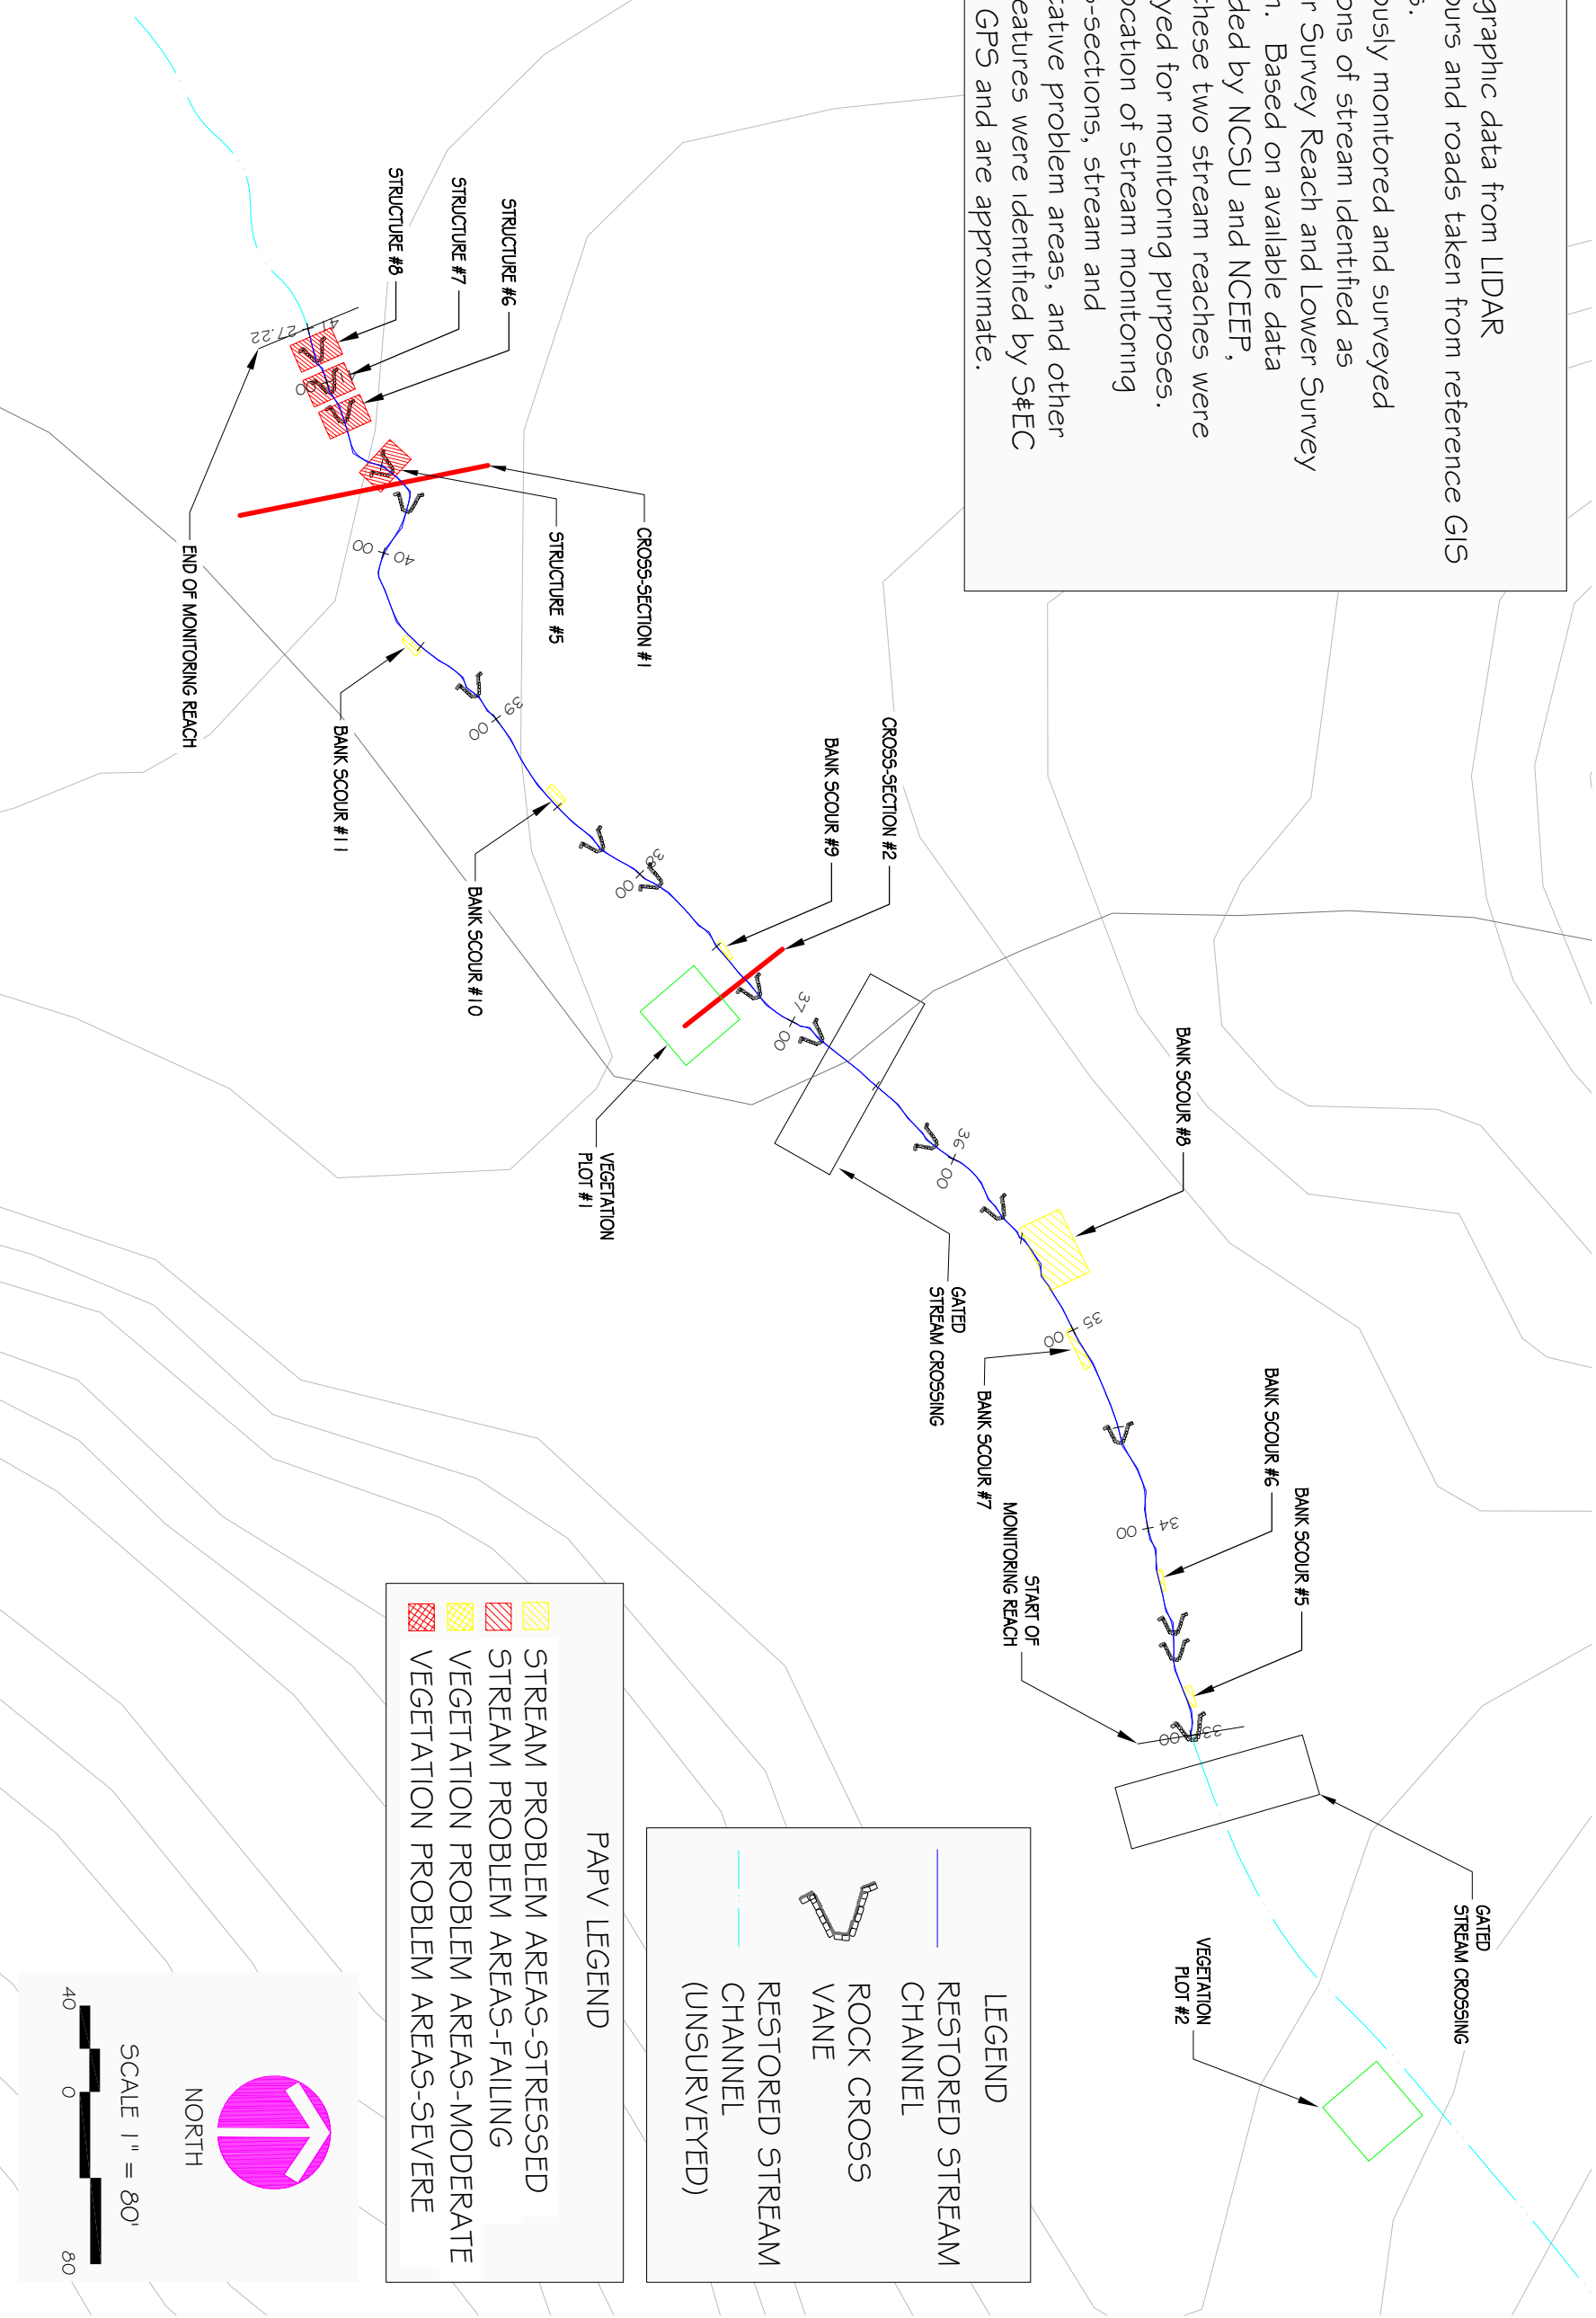 graphic data from LIDAR
ours and roads taken from reference GIS
s.
ously monitored and surveyed
ons of stream identified as
r Survey Reach and Lower Survey
h. Based on available data
ded by NCSU and NCEEP,
these two stream reaches were
yed for monitoring purposes.
ocation of stream monitoring
s-sections, stream and
tative problem areas, and other
eatures were identified by S&EC
GPS and are approximate.
STRUCTURE #6
STRUCTURE #7
STRUCTURE #8
41
27.22
00
CROSS-SECTION #1
STRUCTURE #5
END OF MONITORING REACH
40
00
BANK SCOUR #11
39
00
BANK SCOUR #10
38
00
CROSS-SECTION #2
BANK SCOUR #9
37
00
VEGETATION
PLOT #1
36
00
BANK SCOUR #8
GATED
STREAM CROSSING
35
00
BANK SCOUR #7
BANK SCOUR #6
BANK SCOUR #5
34
00
START OF
MONITORING REACH
33
00
GATED
STREAM CROSSING
VEGETATION
PLOT #2
LEGEND
RESTORED STREAM
CHANNEL
ROCK CROSS
VANE
RESTORED STREAM
CHANNEL
(UNSURVEYED)
PAPV LEGEND
STREAM PROBLEM AREAS-STRESSED
STREAM PROBLEM AREAS-FAILING
VEGETATION PROBLEM AREAS-MODERATE
VEGETATION PROBLEM AREAS-SEVERE
NORTH
SCALE 1" = 80'
40 0 80